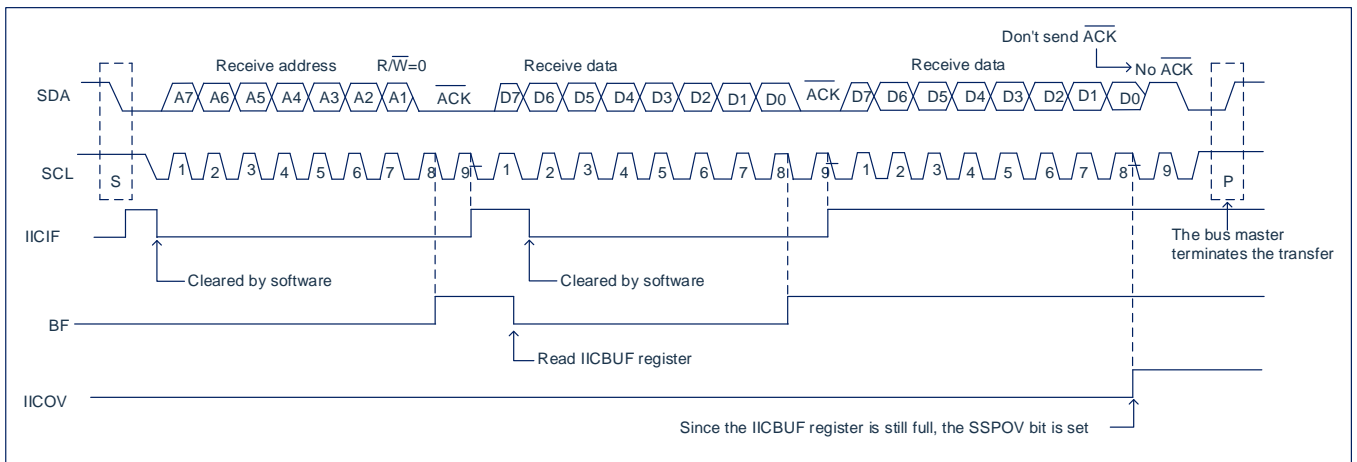 Don't send ACK
Receive address R/W=0 Receive data Receive data
No ACK
SDA A7 A6 A5 A4 A3 A2 A1 ACK D7 D6 D5 D4 D3 D2 D1 D0 ACK D7 D6 D5 D4 D3 D2 D1 D0
SCL S 1 2 3 4 5 6 7 8 9 1 2 3 4 5 6 7 8 9 1 2 3 4 5 6 7 8 9 P
IICIF
The bus master
terminates the transfer
Cleared by software Cleared by software
BF
Read IICBUF register
IICOV
Since the IICBUF register is still full, the SSPOV bit is set